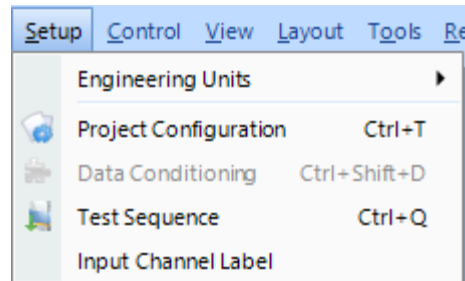 Setup Control View Layout Tools Re
Engineering Units
Project Configuration Ctrl+T
Data Conditioning Ctrl+Shift+D
Test Sequence Ctrl+Q
Input Channel Label